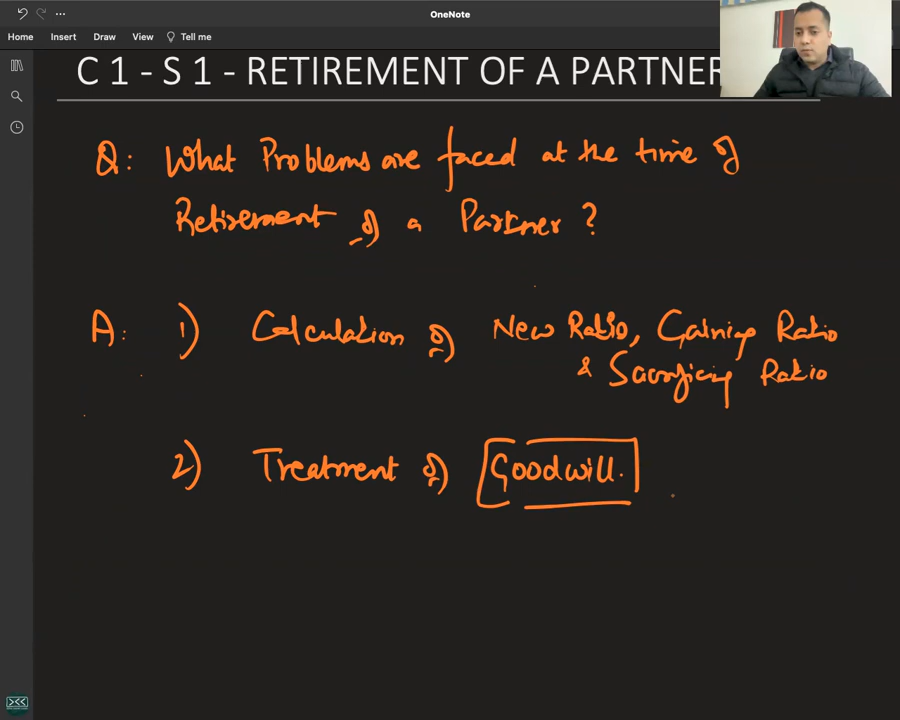 OneNote
Home Insert Draw View Tell me
C 1 - S 1 - RETIREMENT OF A PARTNER
Q: What Problems are faced at the time of
Retirement of a Partner ?
A: 1) Calculation of New Ratio, Gaining Ratio
& Sacrificing Ratio
2) Treatment of Goodwill.